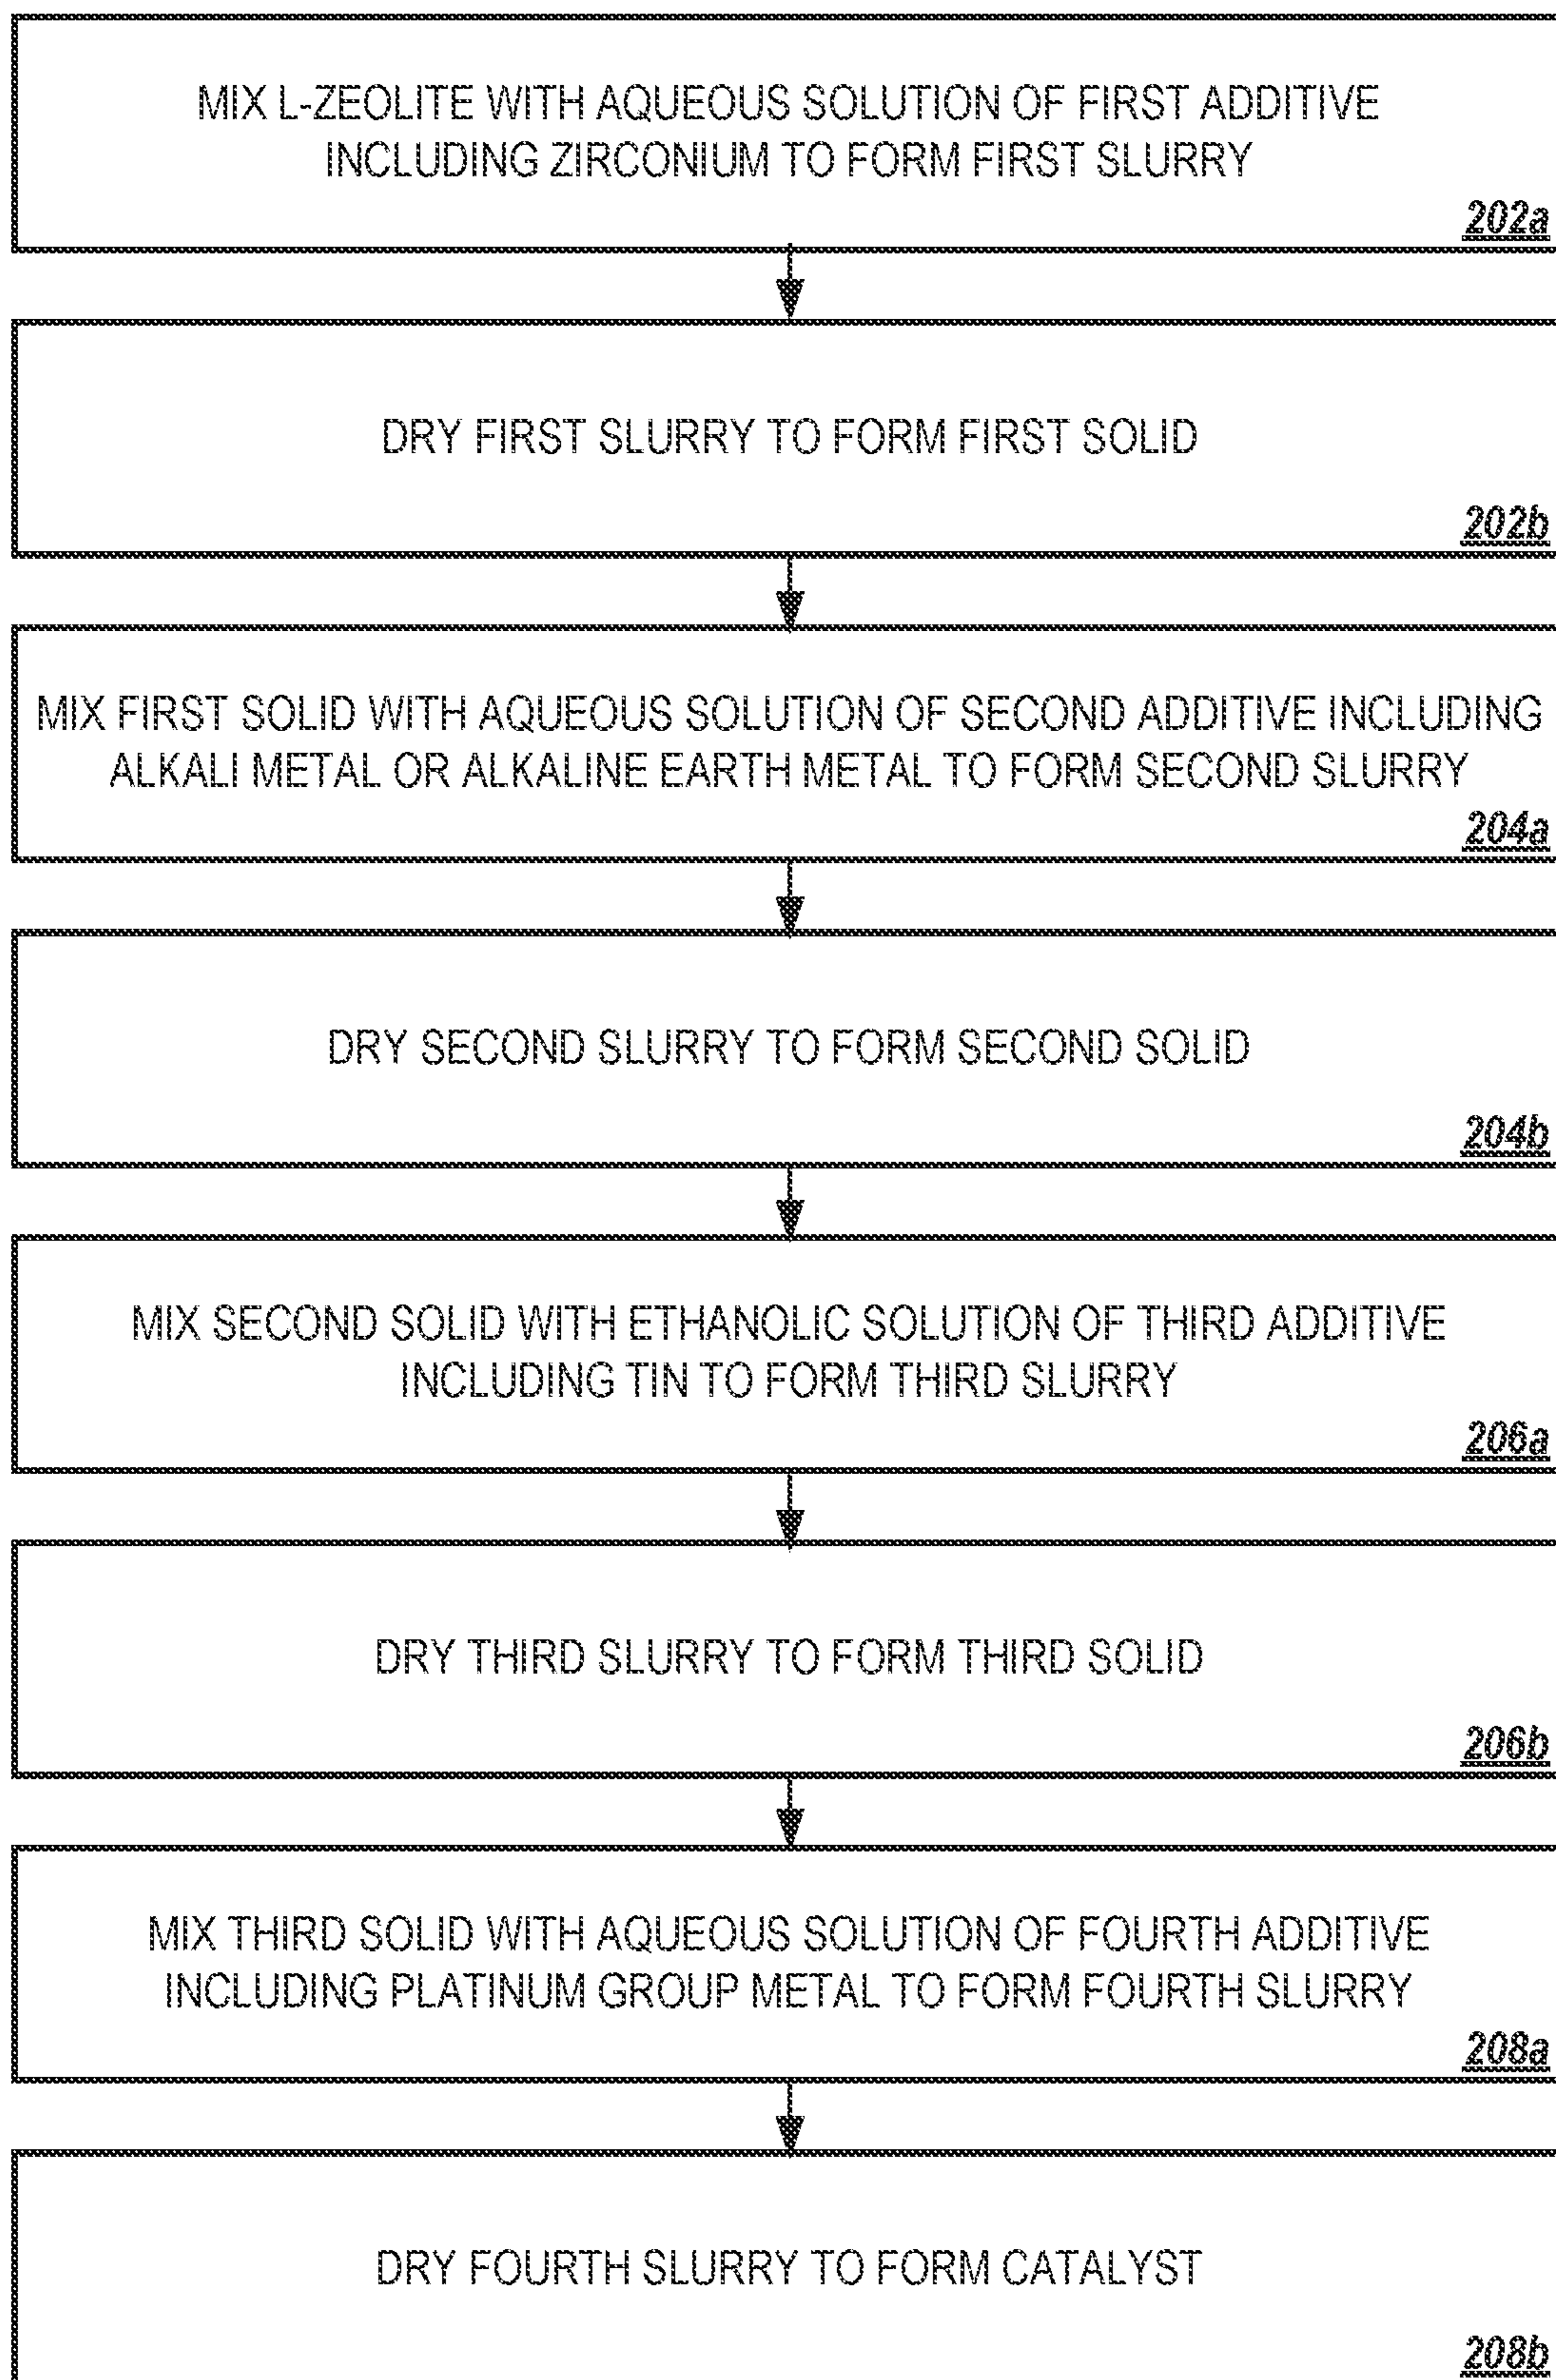 MIX L-ZEOLITE WITH AQUEOUS SOLUTION OF FIRST ADDITIVE
INCLUDING ZIRCONIUM TO FORM FIRST SLURRY
202a
DRY FIRST SLURRY TO FORM FIRST SOLID
202b
MIX FIRST SOLID WITH AQUEOUS SOLUTION OF SECOND ADDITIVE INCLUDING
ALKALI METAL OR ALKALINE EARTH METAL TO FORM SECOND SLURRY
204a
DRY SECOND SLURRY TO FORM SECOND SOLID
204b
MIX SECOND SOLID WITH ETHANOLIC SOLUTION OF THIRD ADDITIVE
INCLUDING TIN TO FORM THIRD SLURRY
206a
DRY THIRD SLURRY TO FORM THIRD SOLID
206b
MIX THIRD SOLID WITH AQUEOUS SOLUTION OF FOURTH ADDITIVE
INCLUDING PLATINUM GROUP METAL TO FORM FOURTH SLURRY
208a
DRY FOURTH SLURRY TO FORM CATALYST
208b